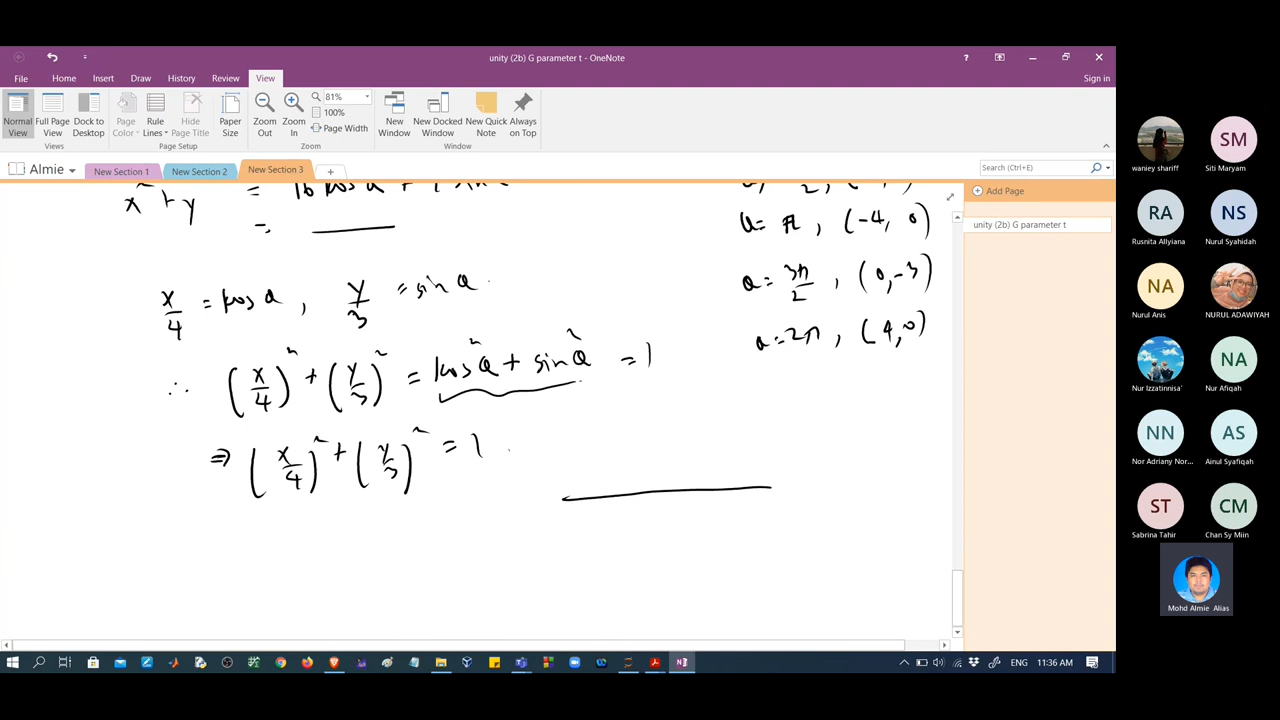 unity (2b) G parameter t - OneNote
?
Sign in
File Home Insert Draw History Review View
Normal View
Full Page View
Dock to Desktop
Views
Page Color
Rule Lines
Hide Page Title
Paper Size
Page Setup
Zoom Out
Zoom In
81%
100%
Page Width
Zoom
New Window
New Docked Window
New Quick Note
Always on Top
Window
Almie
New Section 1
New Section 2
New Section 3
Search (Ctrl+E)
Add Page
unity (2b) G parameter t
x² + y² =
=
x/4 = kos a , y/3 = sin a
∴ (x/4)² + (y/3)² = kos² a + sin² a = 1
⇒ (x/4)² + (y/3)² = 1
a = π , (-4, 0)
a = 3π/2 , (0, -3)
a = 2π , (4, 0)
waniey shariff
SM
Siti Maryam
RA
Rusnita Allyiana
NS
Nurul Syahidah
NA
Nurul Anis
NURUL ADAWIYAH
Nur Izzatinnisa'
NA
Nur Afiqah
NN
Nor Adriany Nor...
AS
Ainul Syafiqah
ST
Sabrina Tahir
CM
Chan Sy Miin
Mohd Almie Alias
ENG 11:36 AM